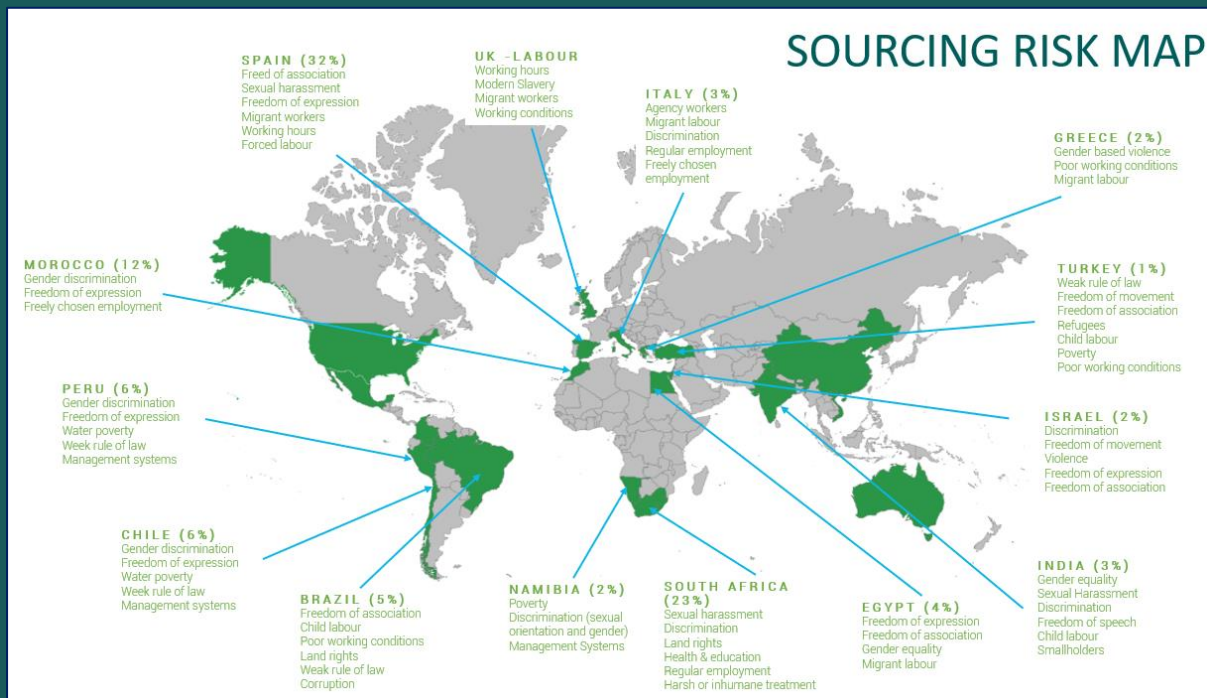 SOURCING RISK MAP
SPAIN (32%)
Freed of association
Sexual harassment
Freedom of expression
Migrant workers
Working hours
Forced labour
UK -LABOUR
Working hours
Modern Slavery
Migrant workers
Working conditions
ITALY (3%)
Agency workers
Migrant labour
Discrimination
Regular employment
Freely chosen
employment
GREECE (2%)
Gender based violence
Poor working conditions
Migrant labour
MOROCCO (12%)
Gender discrimination
Freedom of expression
Freely chosen employment
TURKEY (1%)
Weak rule of law
Freedom of movement
Freedom of association
Refugees
Child labour
Poverty
Poor working conditions
PERU (6%)
Gender discrimination
Freedom of expression
Water poverty
Week rule of law
Management systems
ISRAEL (2%)
Discrimination
Freedom of movement
Violence
Freedom of expression
Freedom of association
CHILE (6%)
Gender discrimination
Freedom of expression
Water poverty
Week rule of law
Management systems
BRAZIL (5%)
Freedom of association
Child labour
Poor working conditions
Land rights
Weak rule of law
Corruption
NAMIBIA (2%)
Poverty
Discrimination (sexual
orientation and gender)
Management Systems
SOUTH AFRICA
(23%)
Sexual harassment
Discrimination
Land rights
Health & education
Regular employment
Harsh or inhumane treatment
EGYPT (4%)
Freedom of expression
Freedom of association
Gender equality
Migrant labour
INDIA (3%)
Gender equality
Sexual Harassment
Discrimination
Freedom of speech
Child labour
Smallholders